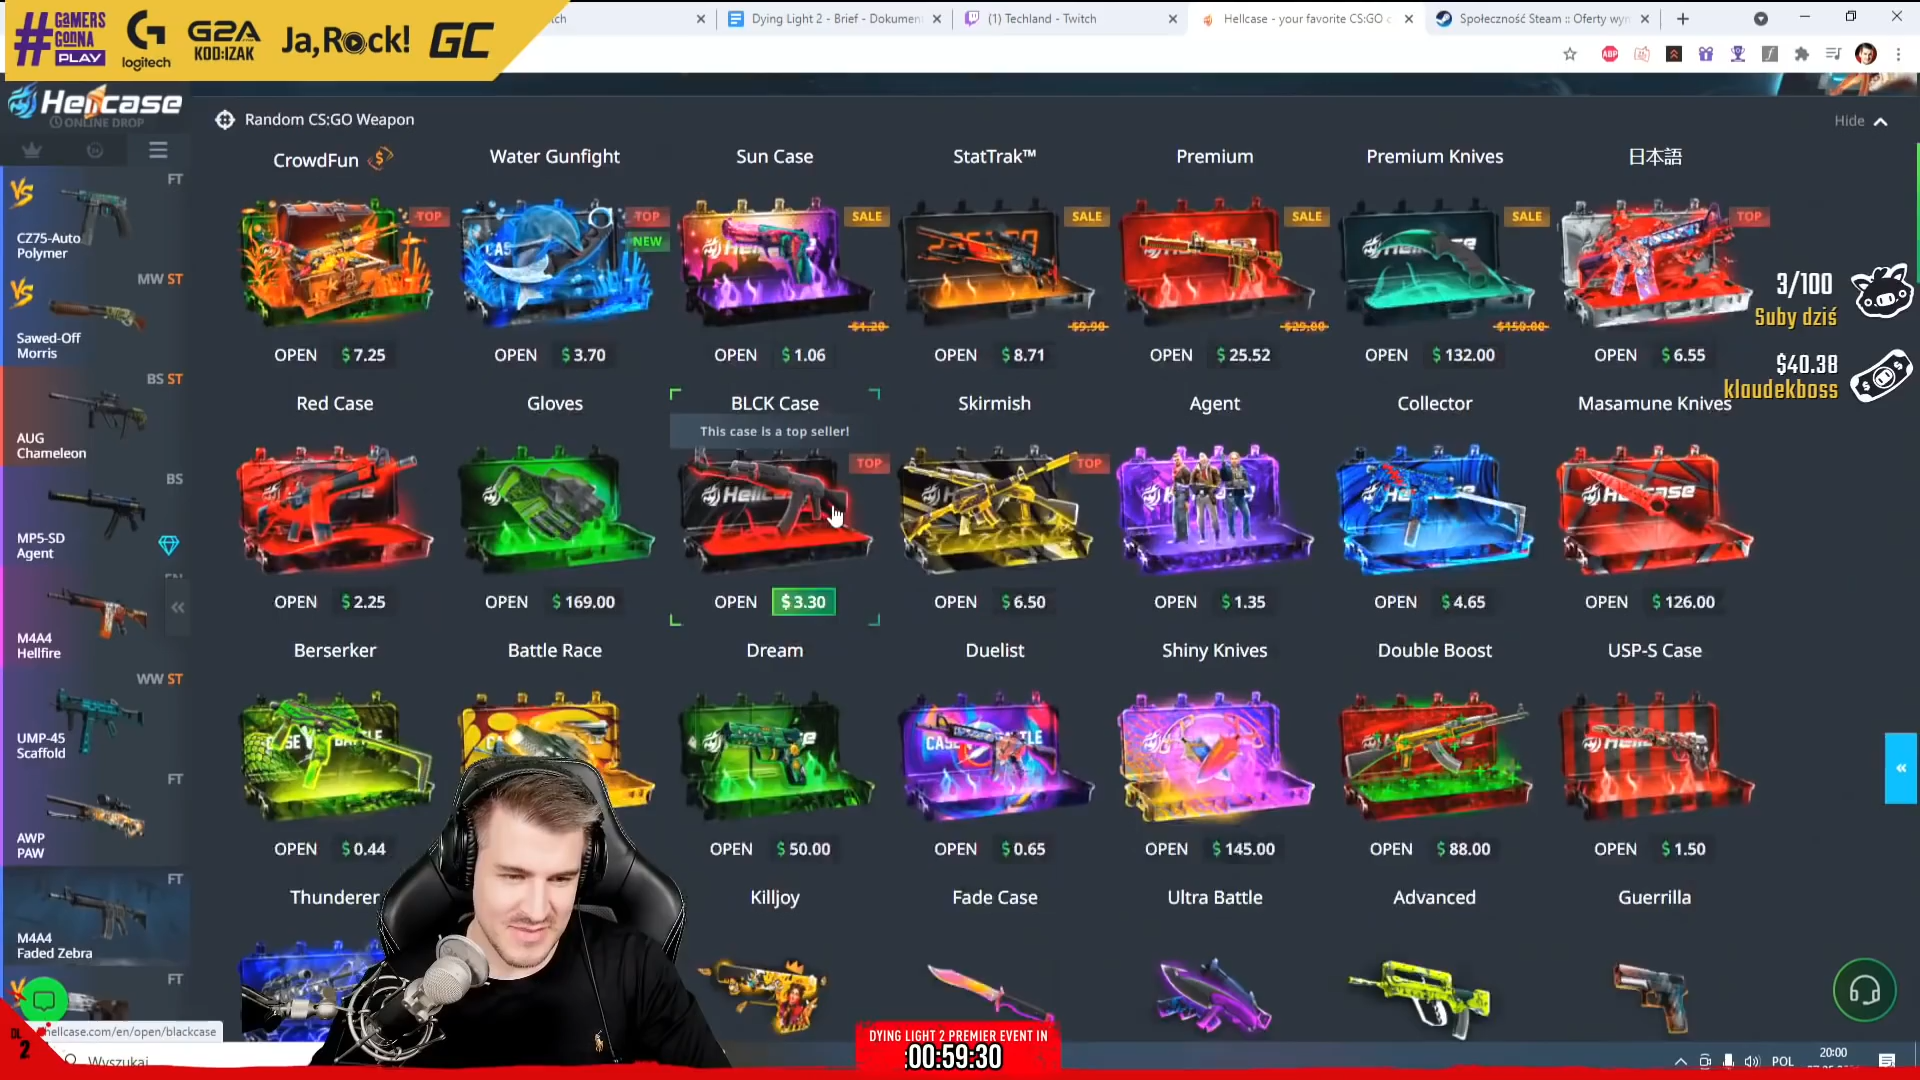 #GAMERS
GONNA
PLAY
logitech
G2A
KOD:IZAK
Ja,Rock!
GC
Dying Light 2 - Brief - Dokumen
(1) Techland - Twitch
Hellcase - your favorite CS:GO c
Społeczność Steam :: Oferty wym
ABP
Hellcase
ONLINE DROP
Random CS:GO Weapon
Hide
CrowdFun
Water Gunfight
Sun Case
StatTrak™
Premium
Premium Knives
日本語
TOP
TOP
NEW
SALE
SALE
SALE
SALE
TOP
$1.20
$9.90
$29.00
$150.00
OPEN $ 7.25
OPEN $ 3.70
OPEN $ 1.06
OPEN $ 8.71
OPEN $ 25.52
OPEN $ 132.00
OPEN $ 6.55
Red Case
Gloves
BLCK Case
Skirmish
Agent
Collector
Masamune Knives
This case is a top seller!
TOP
TOP
OPEN $ 2.25
OPEN $ 169.00
OPEN $ 3.30
OPEN $ 6.50
OPEN $ 1.35
OPEN $ 4.65
OPEN $ 126.00
Berserker
Battle Race
Dream
Duelist
Shiny Knives
Double Boost
USP-S Case
OPEN $ 0.44
OPEN $ 50.00
OPEN $ 0.65
OPEN $ 145.00
OPEN $ 88.00
OPEN $ 1.50
Thunderer
Killjoy
Fade Case
Ultra Battle
Advanced
Guerrilla
FT
CZ75-Auto
Polymer
MW ST
Sawed-Off
Morris
BS ST
AUG
Chameleon
BS
MP5-SD
Agent
M4A4
Hellfire
WW ST
UMP-45
Scaffold
FT
AWP
PAW
FT
M4A4
Faded Zebra
FT
3/100
Suby dziś
$40.38
klaudekboss
hellcase.com/en/open/blackcase
Wyszukaj
DL
2
DYING LIGHT 2 PREMIER EVENT IN
00:59:30
POL
20:00